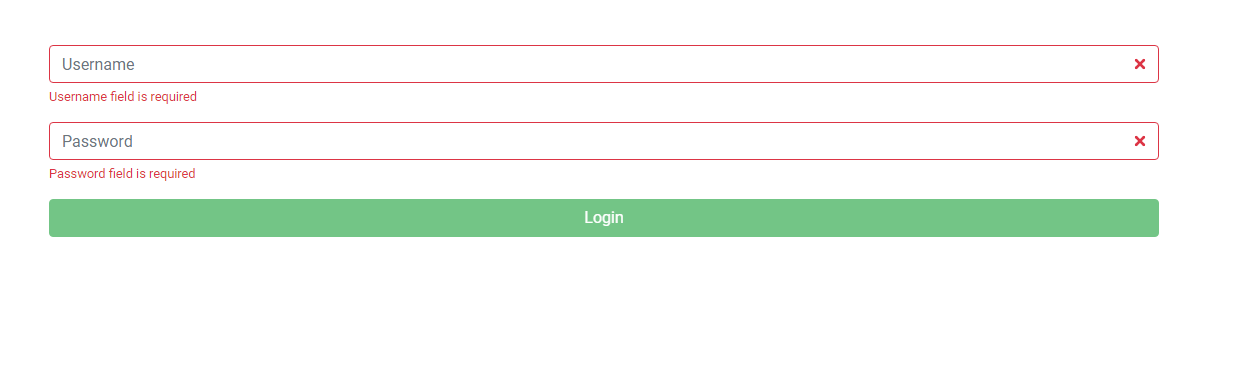 Username
Username field is required
Password
Password field is required
Login